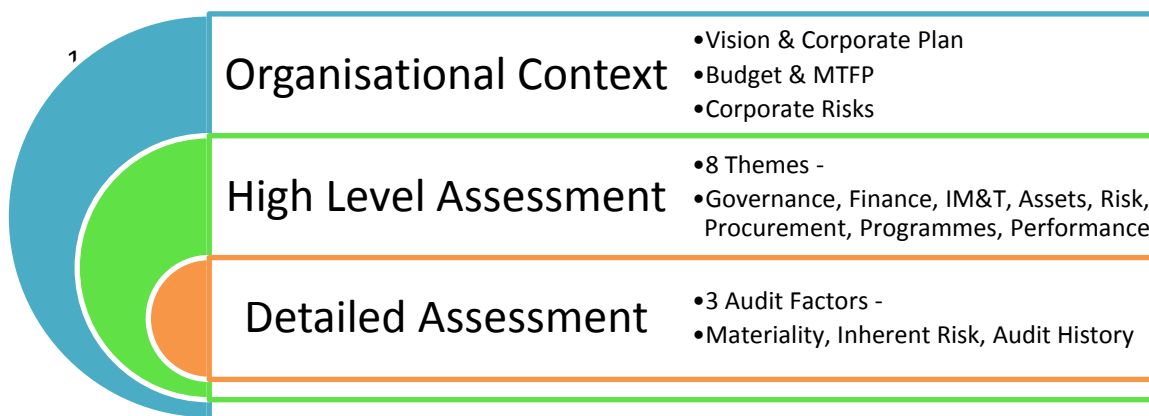 1
Organisational Context
•Vision & Corporate Plan
•Budget & MTFP
•Corporate Risks
High Level Assessment
•8 Themes -
•Governance, Finance, IM&T, Assets, Risk,
Procurement, Programmes, Performance
Detailed Assessment
•3 Audit Factors -
•Materiality, Inherent Risk, Audit History